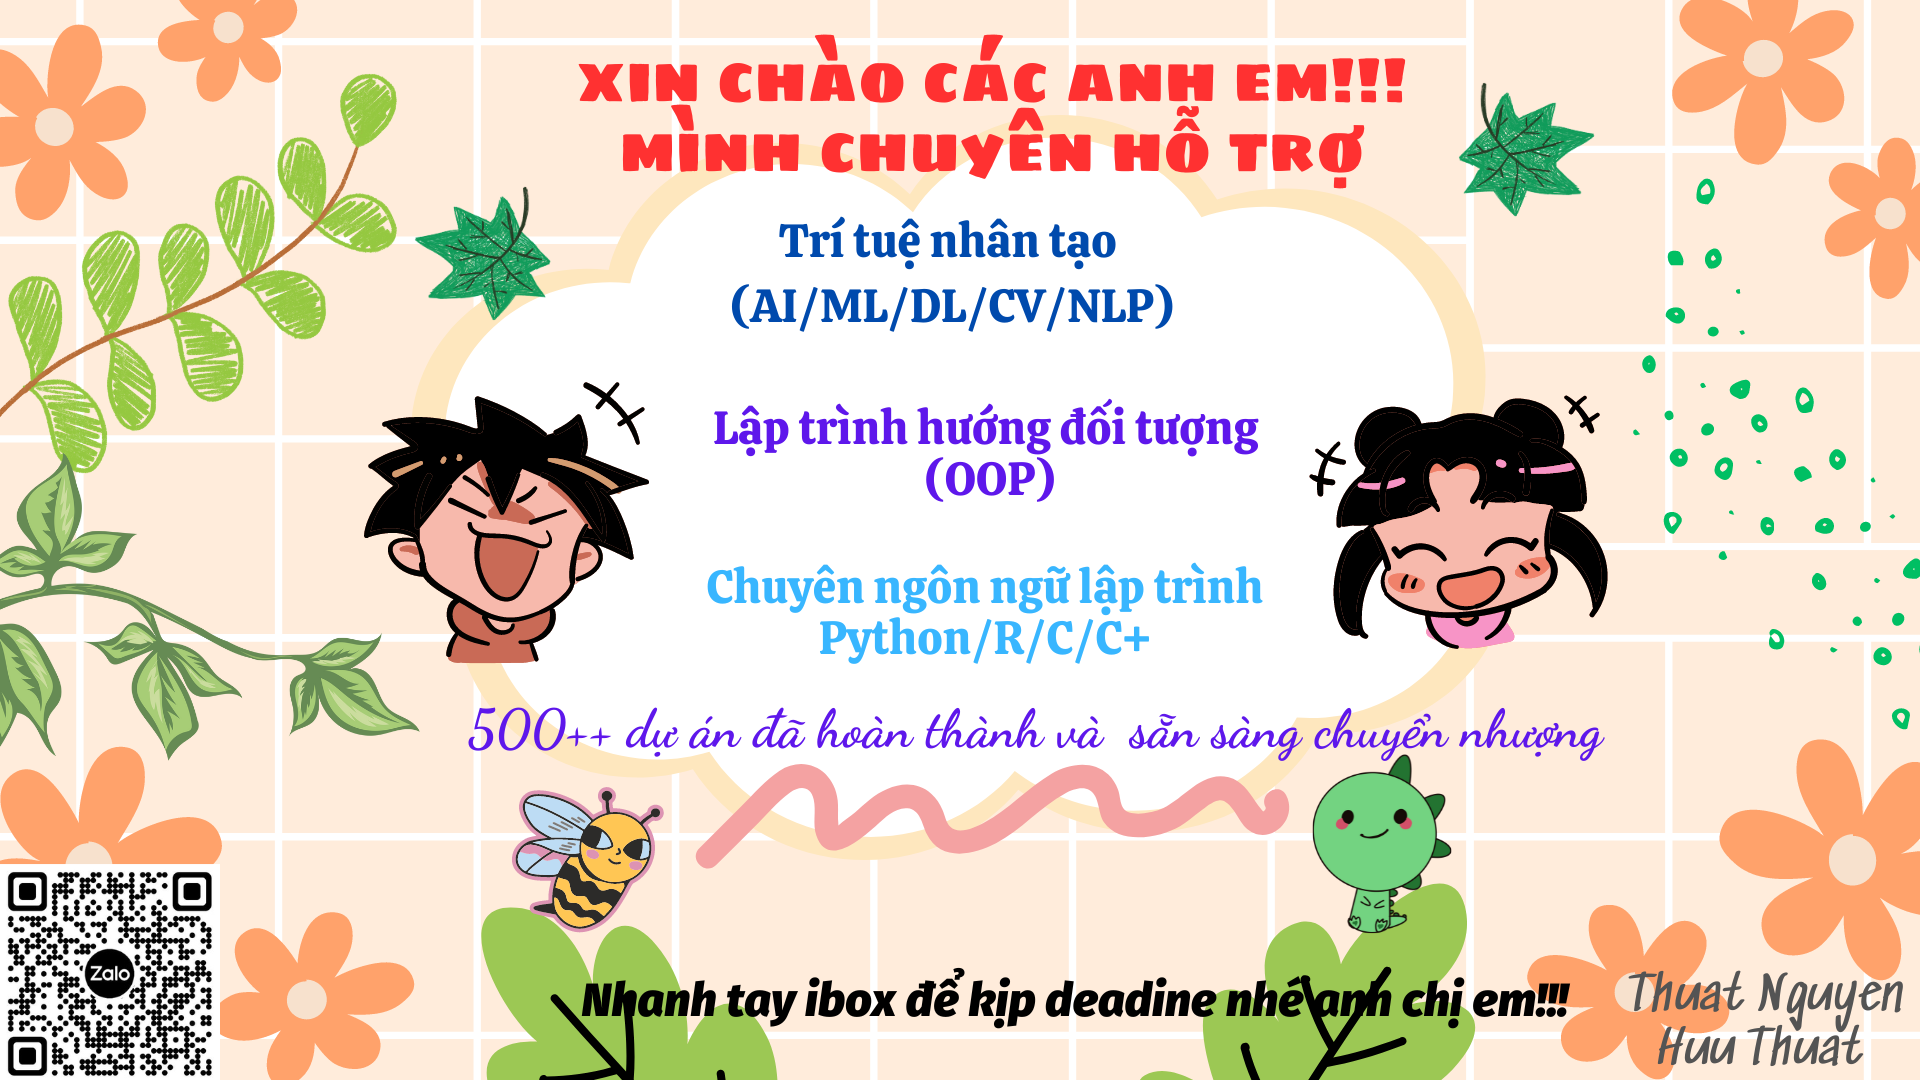 XIN CHÀO CÁC ANH EM!!!
MÌNH CHUYÊN HỖ TRỢ
Trí tuệ nhân tạo
(AI/ML/DL/CV/NLP)
Lập trình hướng đối tượng
(OOP)
Chuyên ngôn ngữ lập trình
Python/R/C/C+
500++ dự án đã hoàn thành và sẵn sàng chuyển nhượng
Zalo
Nhanh tay ibox để kịp deadine nhé anh chị em!!!
Thuat Nguyen
Huu Thuat